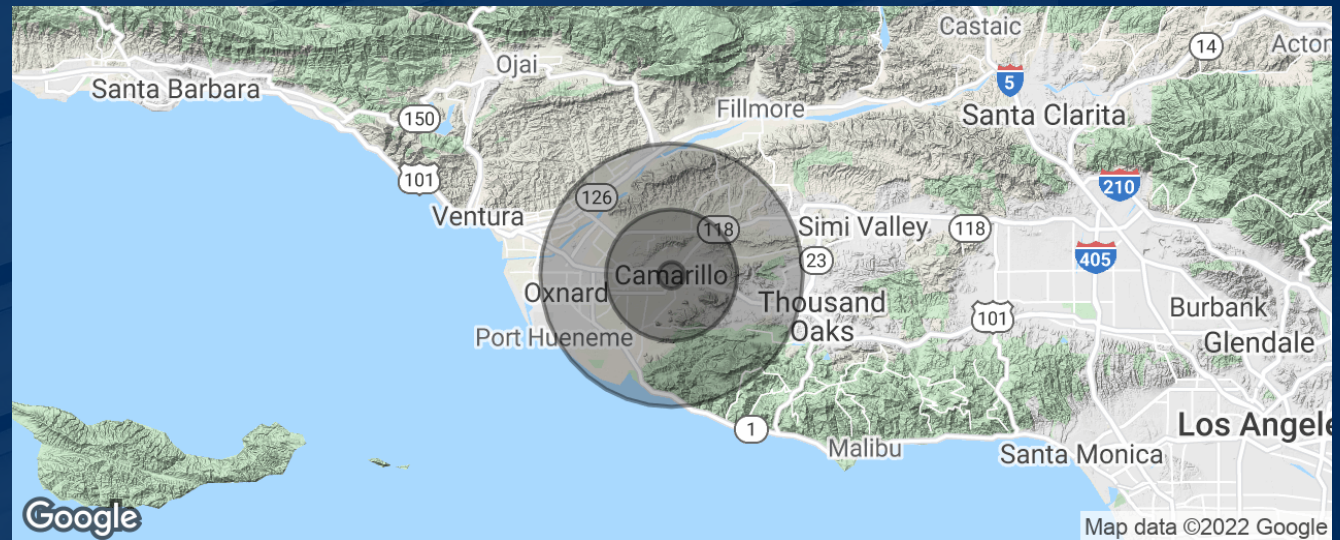 Castaic
14
Acton
Ojai
5
Santa Barbara
Fillmore
150
Santa Clarita
101
210
126
Ventura
118
Simi Valley
118
23
405
Camarillo
Oxnard
Thousand
Oaks
101
Burbank
Port Hueneme
Glendale
1
Los Angele
Malibu
Santa Monica
Google
Map data ©2022 Google